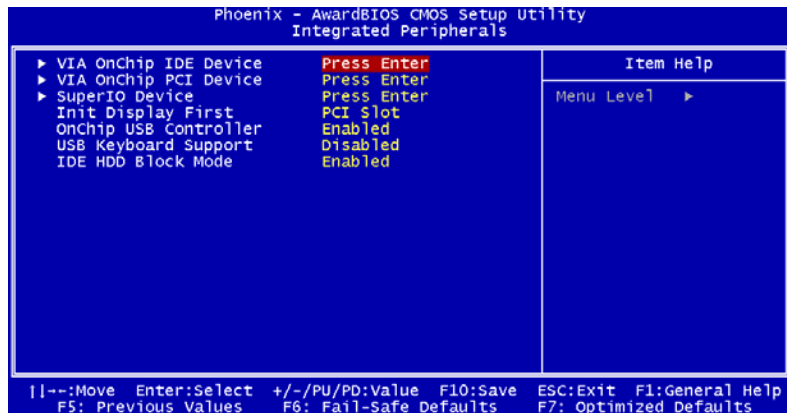 Phoenix - AwardBIOS CMOS Setup Utility
Integrated Peripherals
▶ VIA OnChip IDE Device Press Enter
▶ VIA OnChip PCI Device Press Enter
▶ SuperIO Device Press Enter
Init Display First PCI Slot
OnChip USB Controller Enabled
USB Keyboard Support Disabled
IDE HDD Block Mode Enabled
Item Help
Menu Level ▶
↑↓→←:Move Enter:Select +/-/PU/PD:Value F10:Save ESC:Exit F1:General Help
F5: Previous Values F6: Fail-Safe Defaults F7: Optimized Defaults